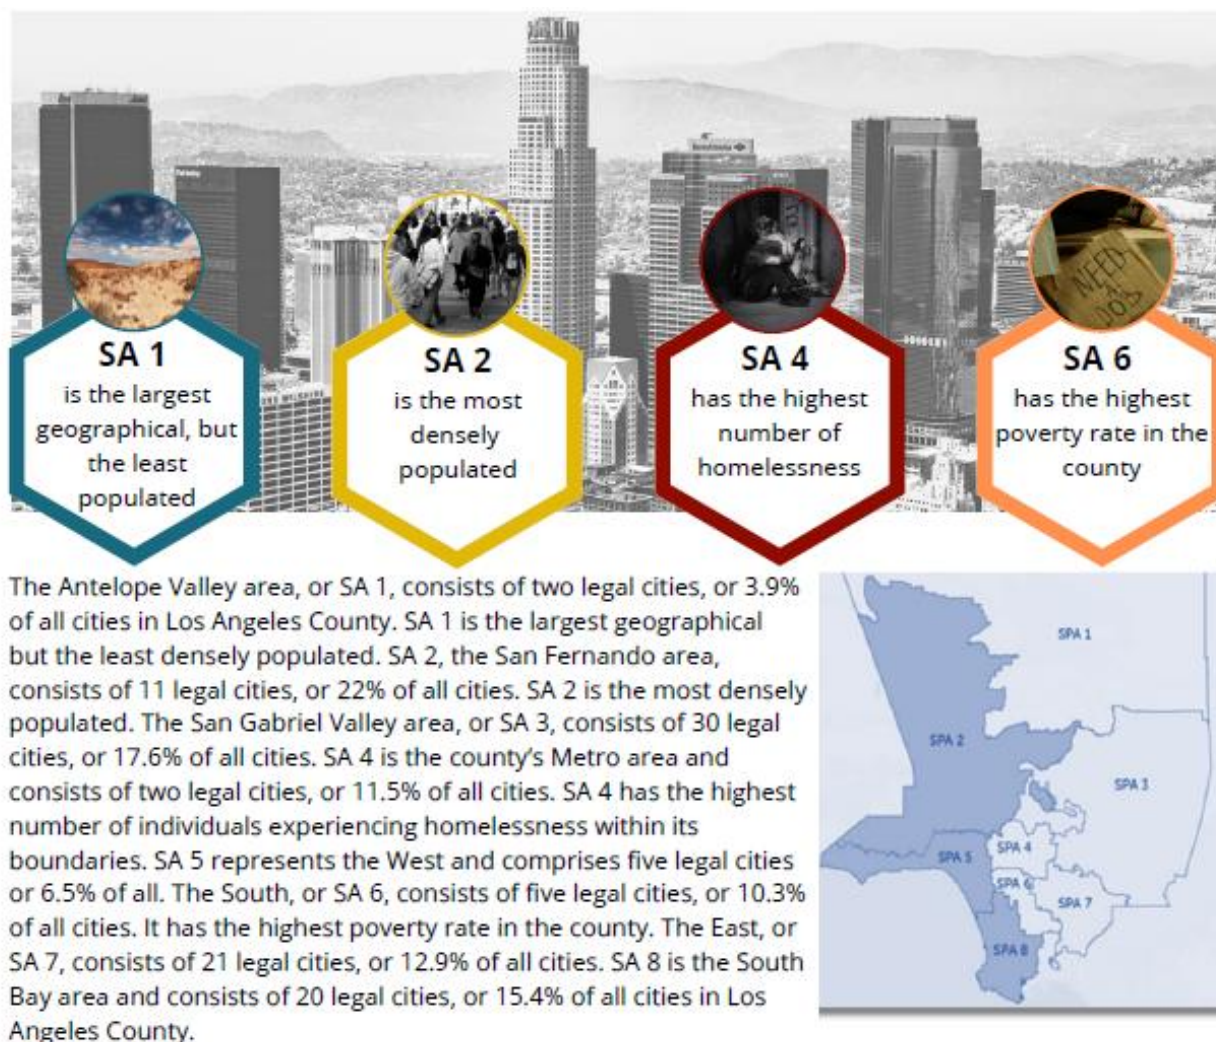 SA 1
is the largest
geographical, but
the least
populated
SA 2
is the most
densely
populated
SA 4
has the highest
number of
homelessness
NEED
A
JOB
SA 6
has the highest
poverty rate in the
county
The Antelope Valley area, or SA 1, consists of two legal cities, or 3.9%
of all cities in Los Angeles County. SA 1 is the largest geographical
but the least densely populated. SA 2, the San Fernando area,
consists of 11 legal cities, or 22% of all cities. SA 2 is the most densely
populated. The San Gabriel Valley area, or SA 3, consists of 30 legal
cities, or 17.6% of all cities. SA 4 is the county’s Metro area and
consists of two legal cities, or 11.5% of all cities. SA 4 has the highest
number of individuals experiencing homelessness within its
boundaries. SA 5 represents the West and comprises five legal cities
or 6.5% of all. The South, or SA 6, consists of five legal cities, or 10.3%
of all cities. It has the highest poverty rate in the county. The East, or
SA 7, consists of 21 legal cities, or 12.9% of all cities. SA 8 is the South
Bay area and consists of 20 legal cities, or 15.4% of all cities in Los
Angeles County.
SPA 1
SPA 2
SPA 3
SPA 4
SPA 5
SPA 6
SPA 7
SPA 8